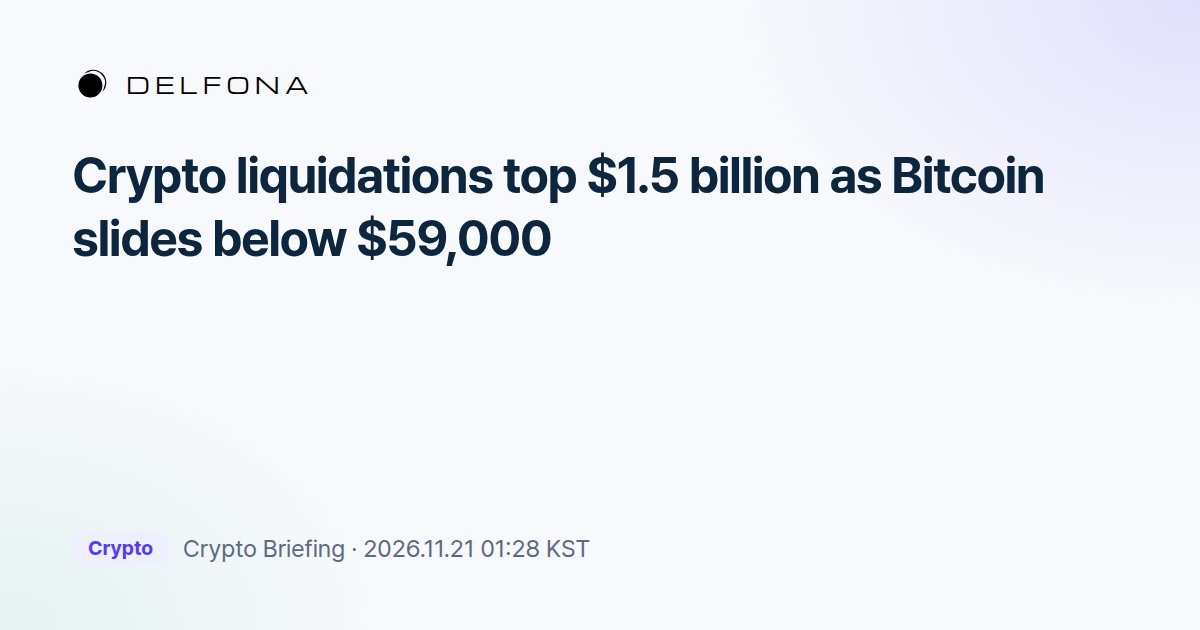 DELFONA
Crypto liquidations top $1.5 billion as Bitcoin
slides below $59,000
Crypto Crypto Briefing · 2026.11.21 01:28 KST